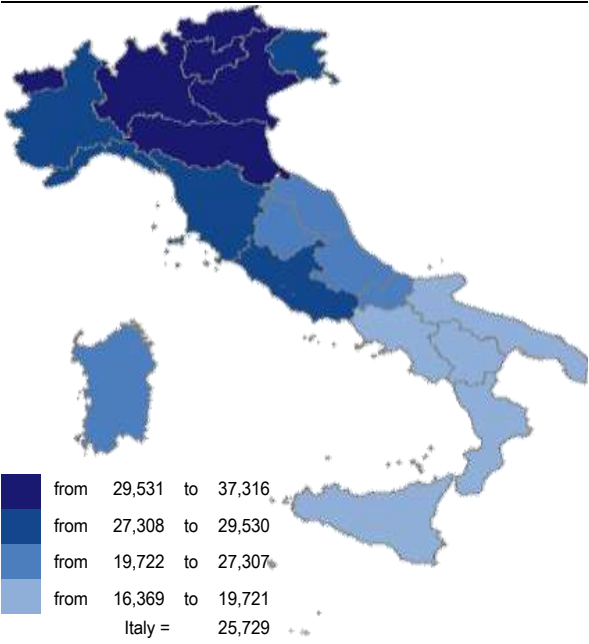 from 29,531 to 37,316
from 27,308 to 29,530
from 19,722 to 27,307
from 16,369 to 19,721
Italy = 25,729